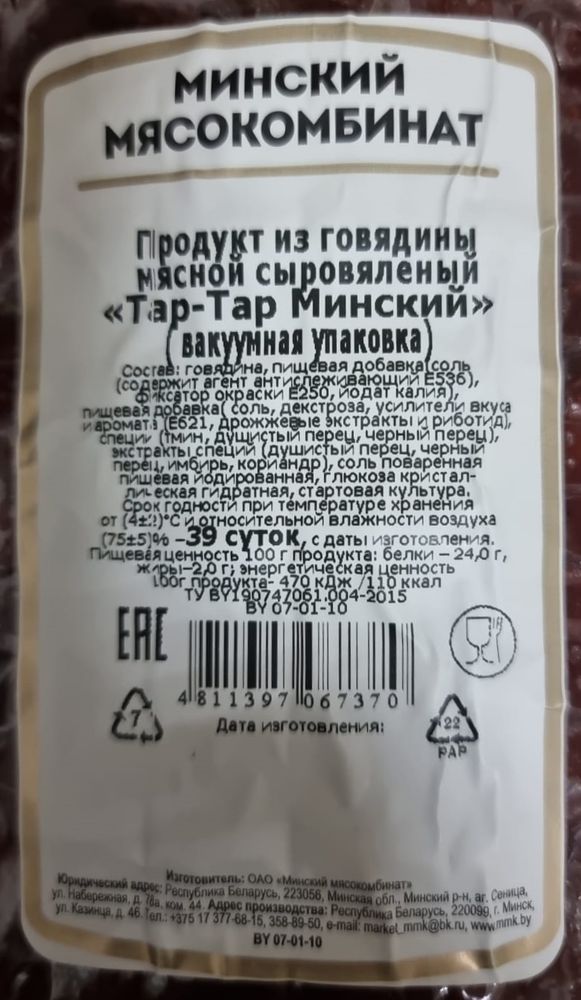 МИНСКИЙ
МЯСОКОМБИНАТ
Продукт из говядины
мясной сыровяленый
«Тар-Тар Минский»
(вакуумная упаковка)
Состав: говядина, пищевая добавка(соль
(содержит агент антислеживающий Е536),
фиксатор окраски Е250, йодат калия),
пищевая добавка( соль, декстроза, усилители вкуса
и аромата (Е621, дрожжевые экстракты и риботид),
специи (тмин, душистый перец, черный перец),
экстракты специй (душистый перец, черный
перец, имбирь, кориандр), соль поваренная
пищевая йодированная, глюкоза кристал-
лическая гидратная, стартовая культура.
Срок годности при температуре хранения
от (4±2)°С и относительной влажности воздуха
(75±5)% –39 суток, с даты изготовления.
Пищевая ценность 100 г продукта: белки – 24,0 г,
жиры–2,0 г; энергетическая ценность
100г продукта- 470 кДж /110 ккал
ТУ BY190747061.004-2015
BY 07-01-10
EAC
4 811397 067370
7
Дата изготовления:
22
PAP
Изготовитель: ОАО «Минский мясокомбинат»
Юридический адрес: Республика Беларусь, 223056, Минская обл., Минский р-н, аг. Сеница,
ул. Набережная, д. 78а, ком. 44. Адрес производства: Республика Беларусь, 220099, г. Минск,
ул. Казинца, д. 46. Тел.: +375 17 377-68-15, 358-89-50, e-mail: market_mmk@bk.ru, www.mmk.by
BY 07-01-10